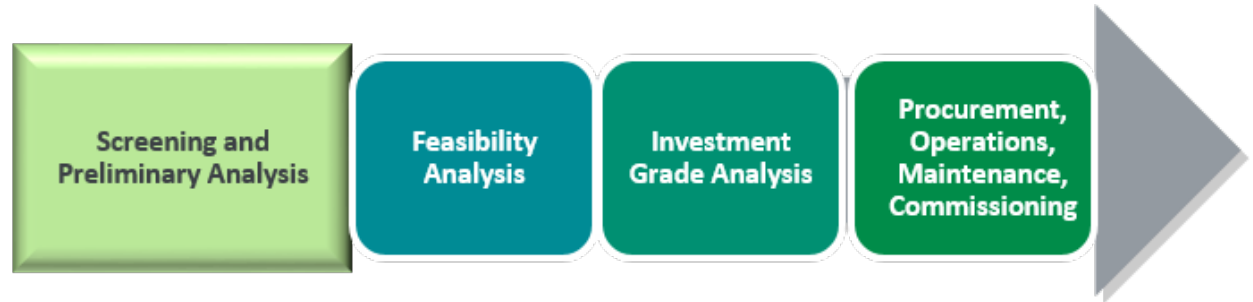 Screening and
Preliminary Analysis
Feasibility
Analysis
Investment
Grade Analysis
Procurement,
Operations,
Maintenance,
Commissioning